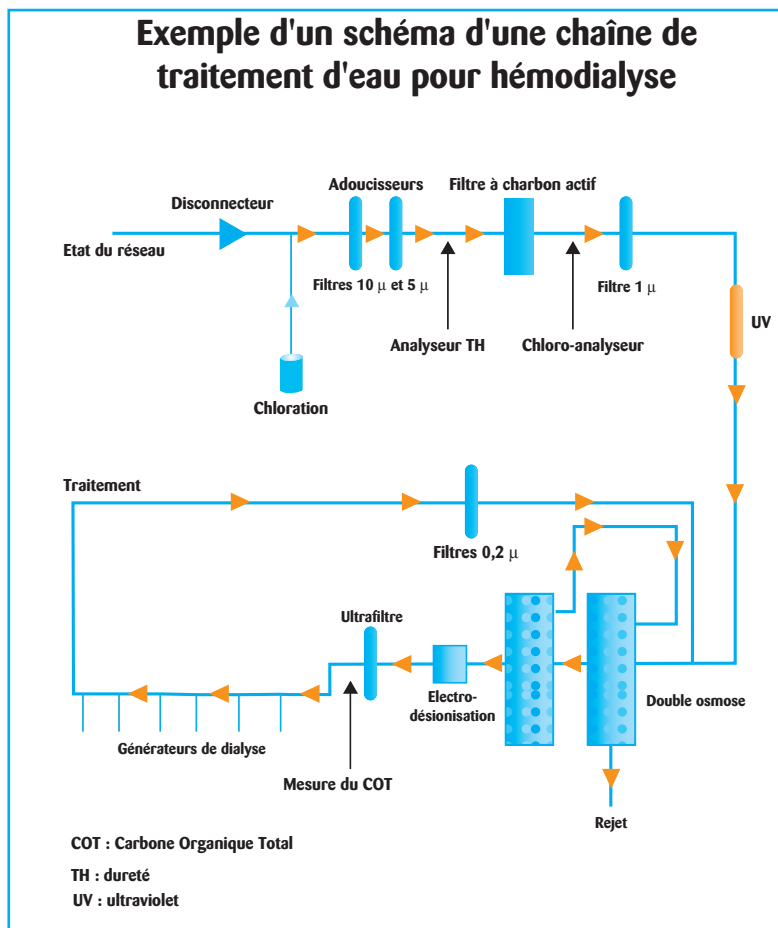 Exemple d'un schéma d'une chaîne de
traitement d'eau pour hémodialyse
Adoucisseurs
Filtre à charbon actif
Disconnecteur
Etat du réseau
Filtres 10 µ et 5 µ
Filtre 1 µ
UV
Analyseur TH
Chloro-analyseur
Chloration
Traitement
Filtres 0,2 µ
Ultrafiltre
Electro-
désionisation
Double osmose
Générateurs de dialyse
Mesure du COT
Rejet
COT : Carbone Organique Total
TH : dureté
UV : ultraviolet